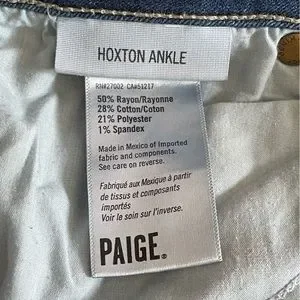 HOXTON ANKLE
RN#27002 CA#51217
50% Rayon/Rayonne
28% Cotton/Coton
21% Polyester
1% Spandex
Made in Mexico of Imported
fabric and components.
See care on reverse.
Fabriqué aux Mexique à partir
de tissus et composants
importés
Voir le soin sur l'inverse.
PAIGE®